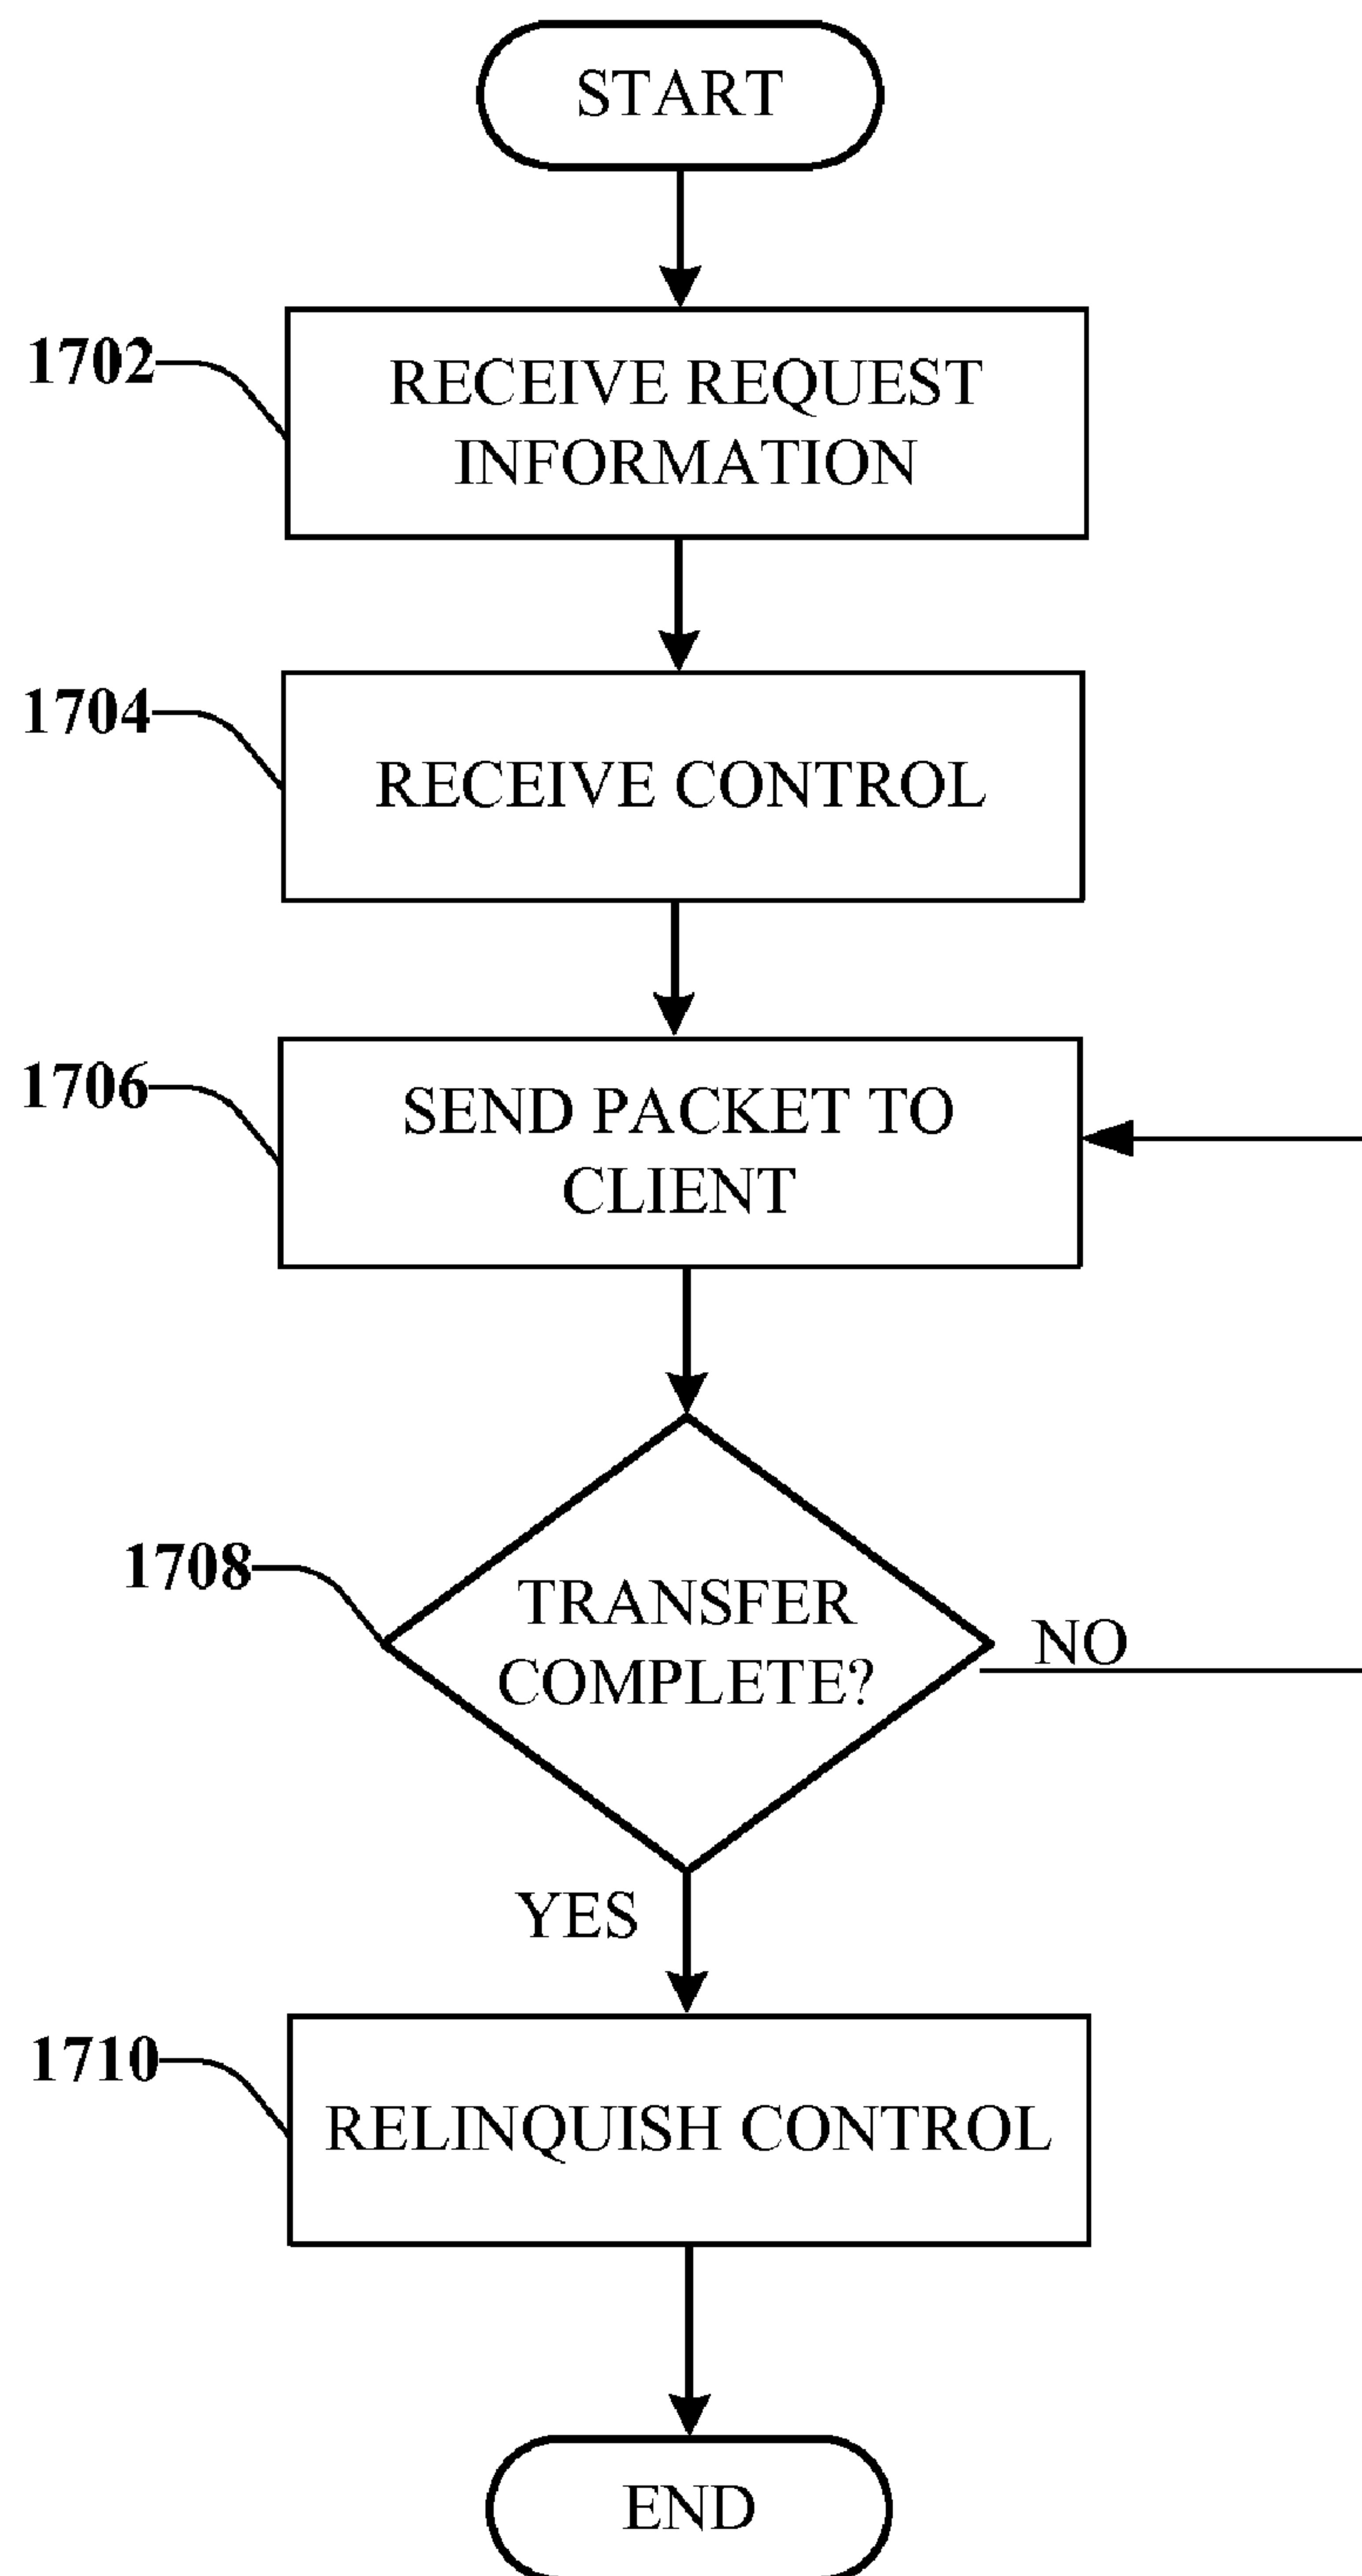 START
1702
RECEIVE REQUEST
INFORMATION
1704
RECEIVE CONTROL
1706
SEND PACKET TO
CLIENT
1708
TRANSFER
COMPLETE?
NO
YES
1710
RELINQUISH CONTROL
END